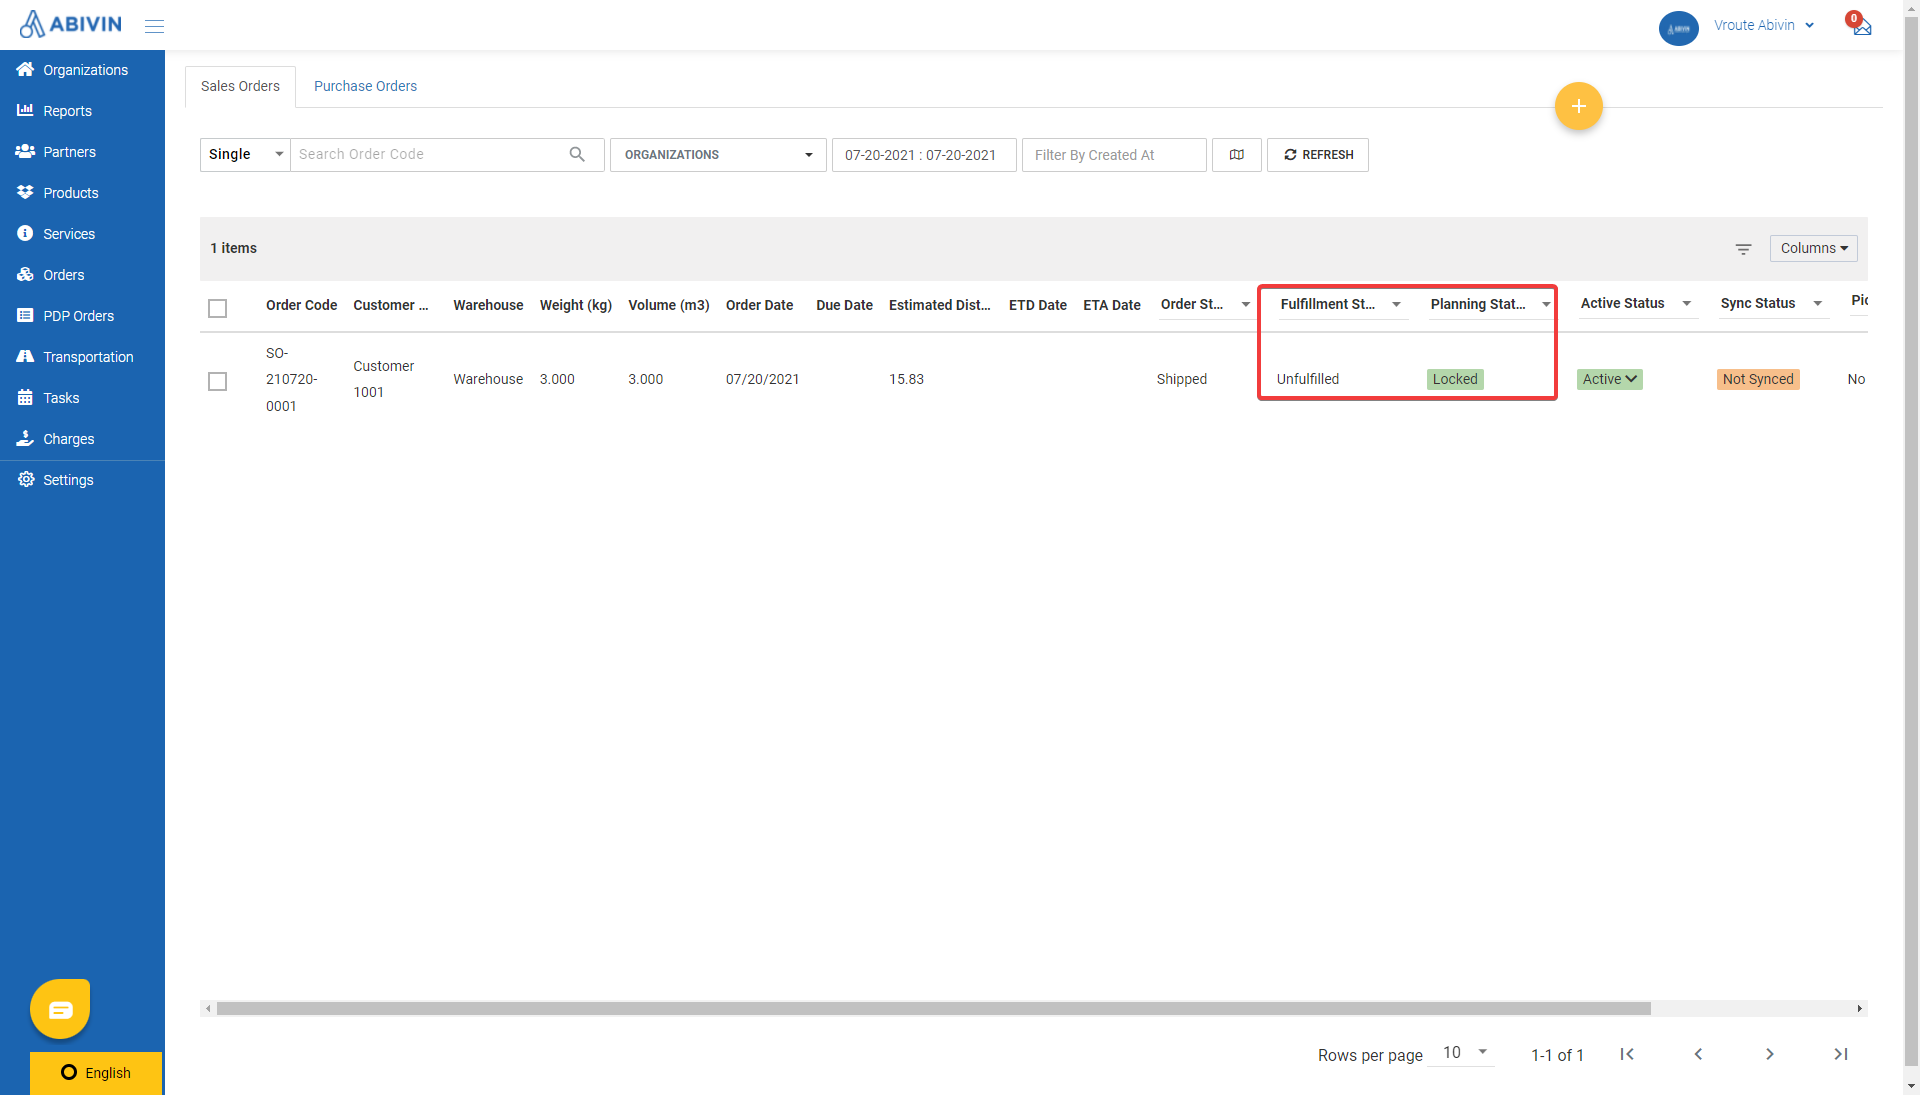 ABIVIN
Vroute Abivin
0
Organizations
Reports
Partners
Products
Services
Orders
PDP Orders
Transportation
Tasks
Charges
Settings
English
Sales Orders
Purchase Orders
+
Single
Search Order Code
ORGANIZATIONS
07-20-2021 : 07-20-2021
Filter By Created At
REFRESH
1 items
Columns
Order Code Customer ... Warehouse Weight (kg) Volume (m3) Order Date Due Date Estimated Dist... ETD Date ETA Date Order St... Fulfillment St... Planning Stat... Active Status Sync Status Pic
SO-210720-0001 Customer 1001 Warehouse 3.000 3.000 07/20/2021 15.83 Shipped Unfulfilled Locked Active Not Synced No
Rows per page 10 1-1 of 1